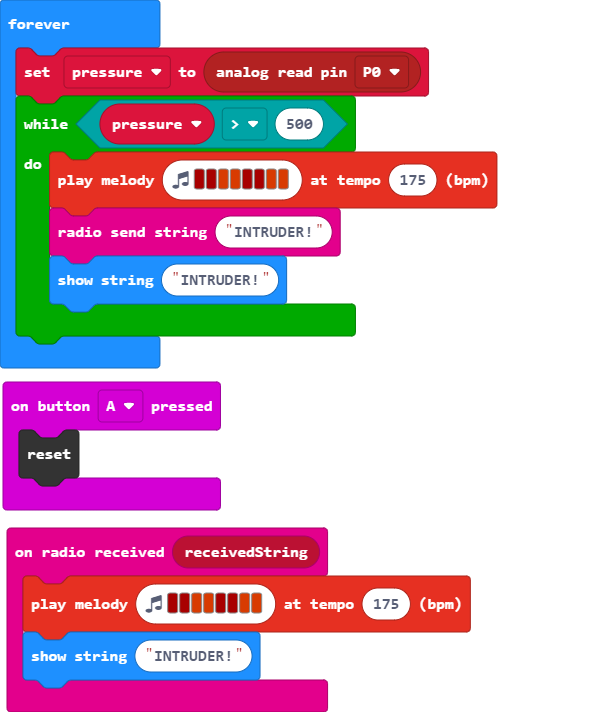 forever
set pressure to analog read pin P0
while pressure > 500
do
play melody at tempo 175 (bpm)
radio send string "INTRUDER!"
show string "INTRUDER!"
on button A pressed
reset
on radio received receivedString
play melody at tempo 175 (bpm)
show string "INTRUDER!"